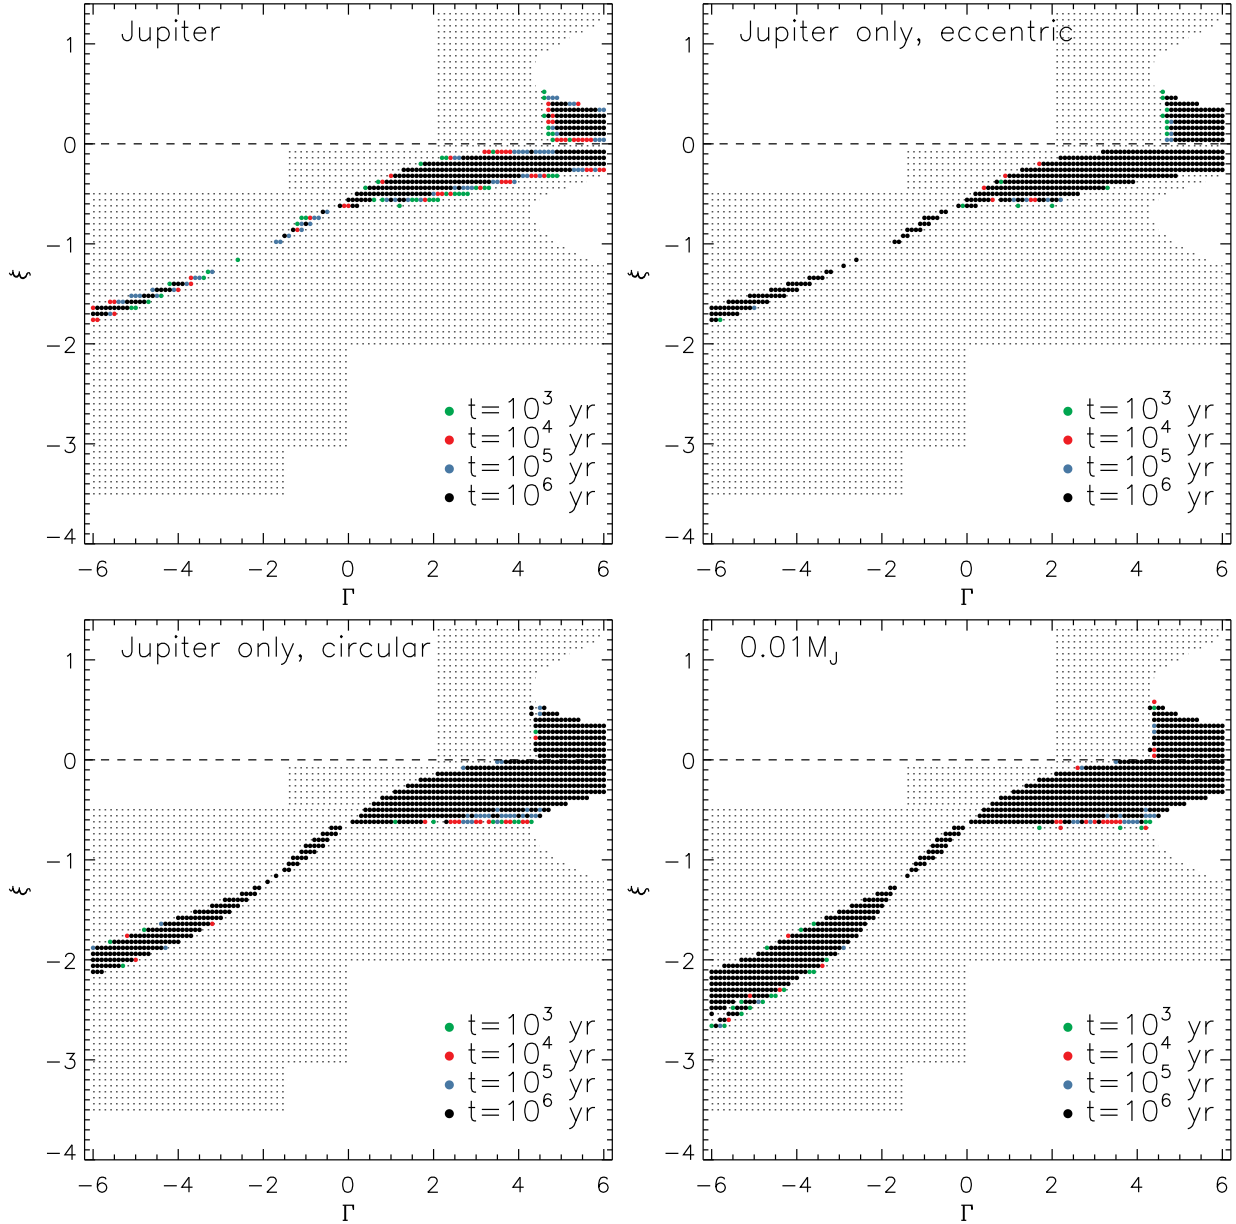 Jupiter
1
0
−1
−2
−3
−4
ξ
t=10³ yr
t=10⁴ yr
t=10⁵ yr
t=10⁶ yr
−6 −4 −2 0 2 4 6
Γ
Jupiter only, eccentric
1
0
−1
−2
−3
−4
ξ
t=10³ yr
t=10⁴ yr
t=10⁵ yr
t=10⁶ yr
−6 −4 −2 0 2 4 6
Γ
Jupiter only, circular
1
0
−1
−2
−3
−4
ξ
t=10³ yr
t=10⁴ yr
t=10⁵ yr
t=10⁶ yr
−6 −4 −2 0 2 4 6
Γ
0.01M_J
1
0
−1
−2
−3
−4
ξ
t=10³ yr
t=10⁴ yr
t=10⁵ yr
t=10⁶ yr
−6 −4 −2 0 2 4 6
Γ